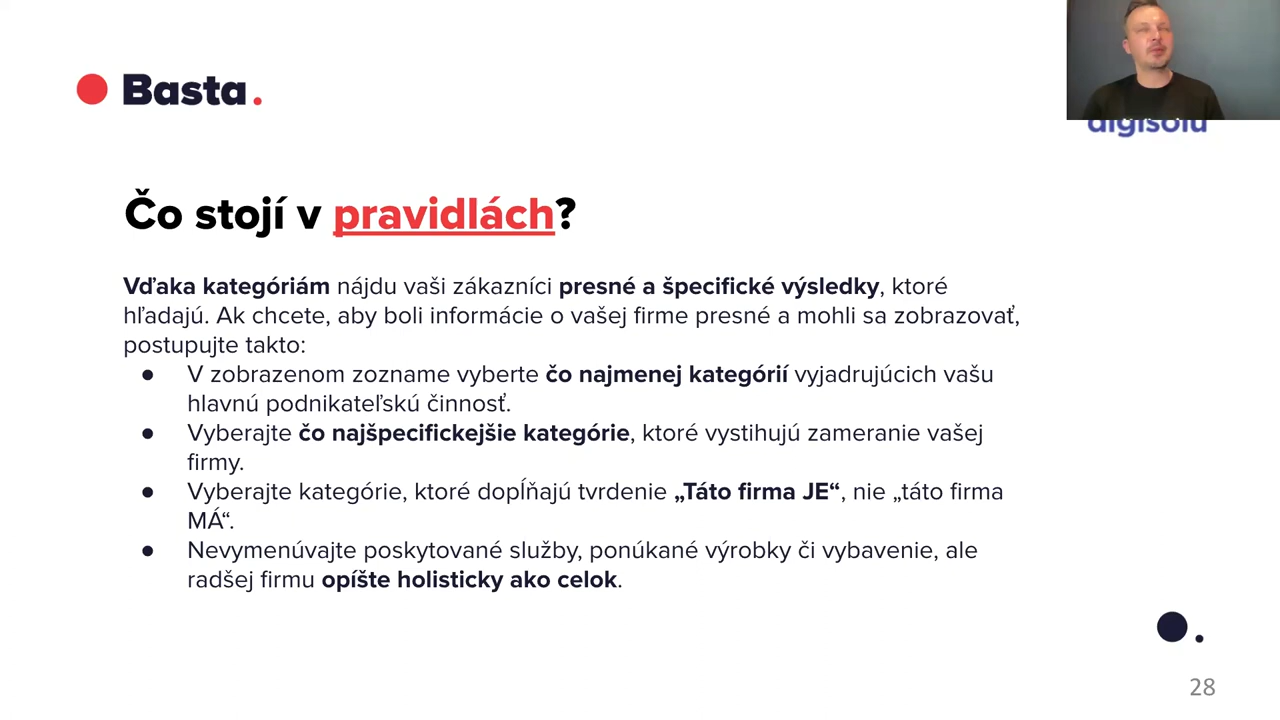 Basta.
digisolu
Čo stojí v pravidlách?
Vďaka kategóriám nájdu vaši zákazníci presné a špecifické výsledky, ktoré
hľadajú. Ak chcete, aby boli informácie o vašej firme presné a mohli sa zobrazovať,
postupujte takto:
● V zobrazenom zozname vyberte čo najmenej kategórií vyjadrujúcich vašu
hlavnú podnikateľskú činnosť.
● Vyberajte čo najšpecifickejšie kategórie, ktoré vystihujú zameranie vašej
firmy.
● Vyberajte kategórie, ktoré dopĺňajú tvrdenie „Táto firma JE“, nie „táto firma
MÁ“.
● Nevymenúvajte poskytované služby, ponúkané výrobky či vybavenie, ale
radšej firmu opíšte holisticky ako celok.
28